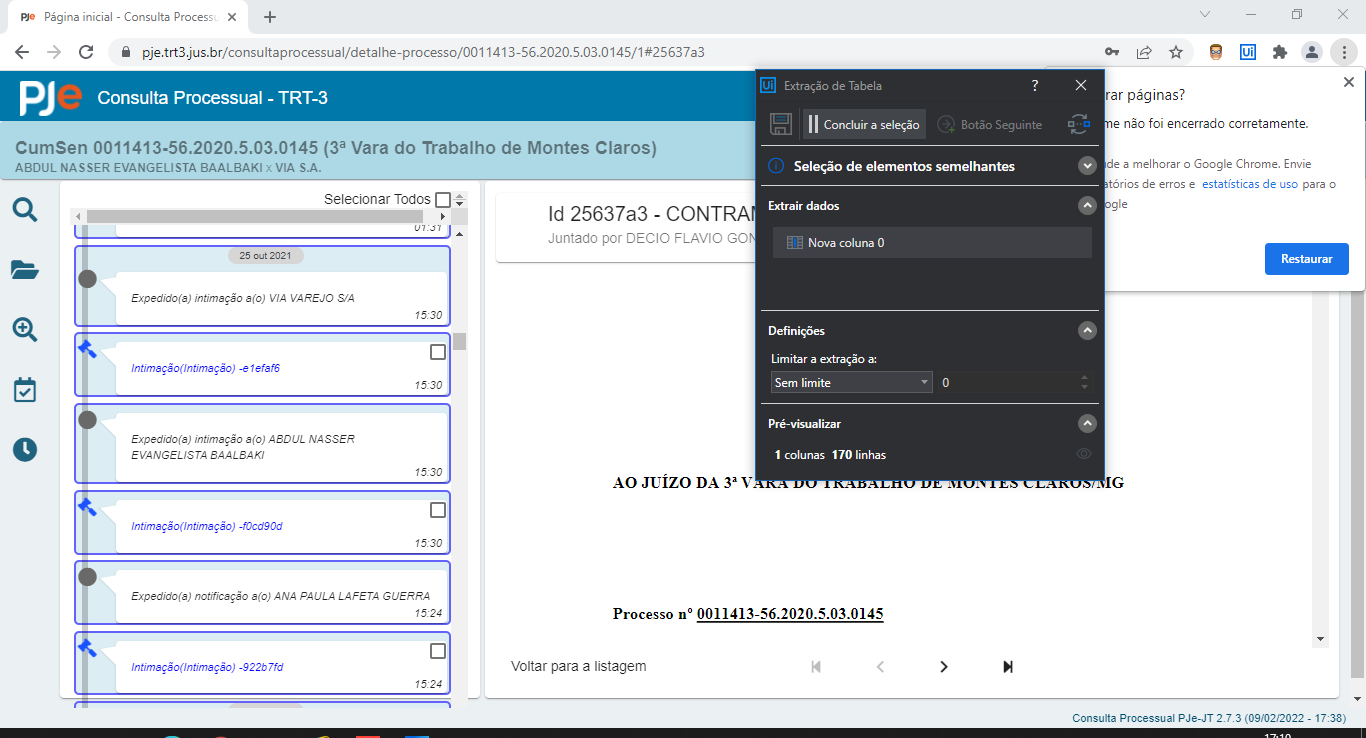 PJe Página inicial - Consulta Processu
pje.trt3.jus.br/consultaprocessual/detalhe-processo/0011413-56.2020.5.03.0145/1#25637a3
PJe Consulta Processual - TRT-3
CumSen 0011413-56.2020.5.03.0145 (3ª Vara do Trabalho de Montes Claros)
ABDUL NASSER EVANGELISTA BAALBAKI x VIA S.A.
Selecionar Todos
01:31
25 out 2021
Expedido(a) intimação a(o) VIA VAREJO S/A
15:30
Intimação(Intimação) -e1efaf6
15:30
Expedido(a) intimação a(o) ABDUL NASSER
EVANGELISTA BAALBAKI
15:30
Intimação(Intimação) -f0cd90d
15:30
Expedido(a) notificação a(o) ANA PAULA LAFETA GUERRA
15:24
Intimação(Intimação) -922b7fd
15:24
Id 25637a3 - CONTRAN
Juntado por DECIO FLAVIO GON
AO JUÍZO DA 3ª VARA DO TRABALHO DE MONTES CLAROS/MG
Processo nº 0011413-56.2020.5.03.0145
Voltar para a listagem
Ui Extração de Tabela ?
Concluir a seleção Botão Seguinte
Seleção de elementos semelhantes
Extrair dados
Nova coluna 0
Definições
Limitar a extração a:
Sem limite 0
Pré-visualizar
1 colunas 170 linhas
rar páginas?
me não foi encerrado corretamente.
de a melhorar o Google Chrome. Envie
atórios de erros e estatísticas de uso para o
ogle
Restaurar
Consulta Processual PJe-JT 2.7.3 (09/02/2022 - 17:38)